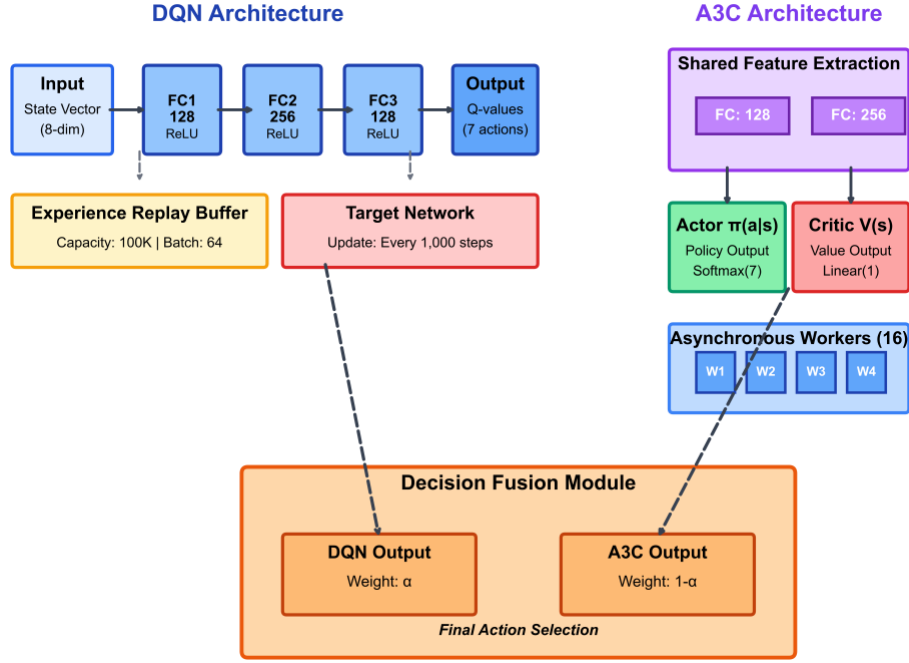 DQN Architecture
A3C Architecture
Input
State Vector
(8-dim)
FC1
128
ReLU
FC2
256
ReLU
FC3
128
ReLU
Output
Q-values
(7 actions)
Shared Feature Extraction
FC: 128
FC: 256
Experience Replay Buffer
Capacity: 100K | Batch: 64
Target Network
Update: Every 1,000 steps
Actor π(a|s)
Policy Output
Softmax(7)
Critic V(s)
Value Output
Linear(1)
Asynchronous Workers (16)
W1
W2
W3
W4
Decision Fusion Module
DQN Output
Weight: α
A3C Output
Weight: 1-α
Final Action Selection